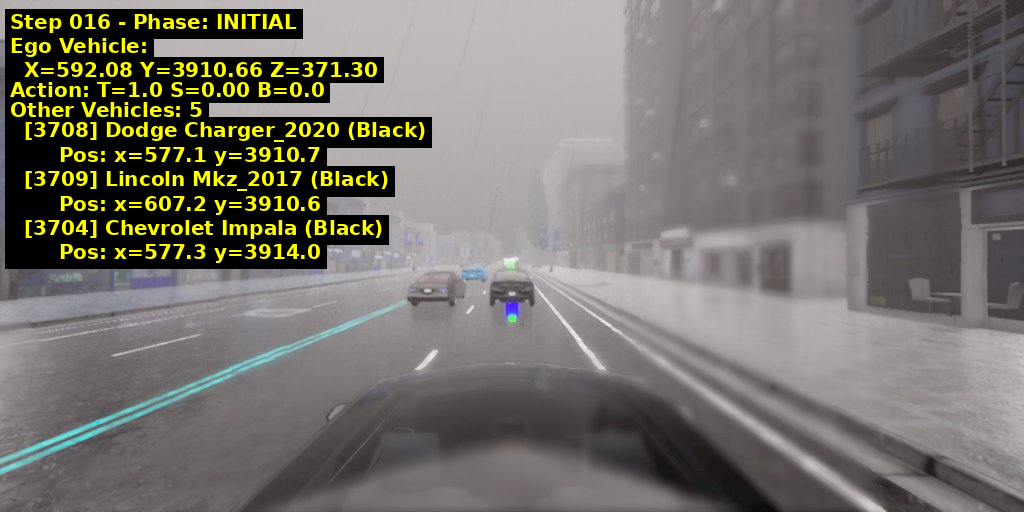 Step 016 - Phase: INITIAL
Ego Vehicle:
X=592.08 Y=3910.66 Z=371.30
Action: T=1.0 S=0.00 B=0.0
Other Vehicles: 5
[3708] Dodge Charger_2020 (Black)
Pos: x=577.1 y=3910.7
[3709] Lincoln Mkz_2017 (Black)
Pos: x=607.2 y=3910.6
[3704] Chevrolet Impala (Black)
Pos: x=577.3 y=3914.0